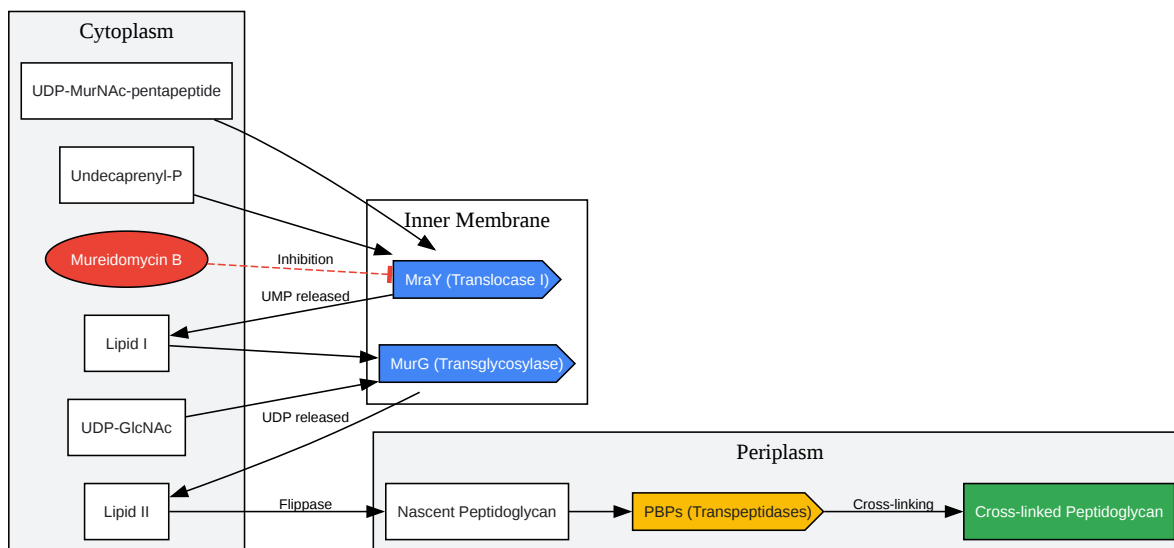 Cytoplasm
UDP-MurNAc-pentapeptide
Undecaprenyl-P
Mureidomycin B
Lipid I
UDP-GlcNAc
Lipid II
Inhibition
UMP released
UDP released
Flippase
Inner Membrane
MraY (Translocase I)
MurG (Transglycosylase)
Periplasm
Nascent Peptidoglycan
PBPs (Transpeptidases)
Cross-linking
Cross-linked Peptidoglycan